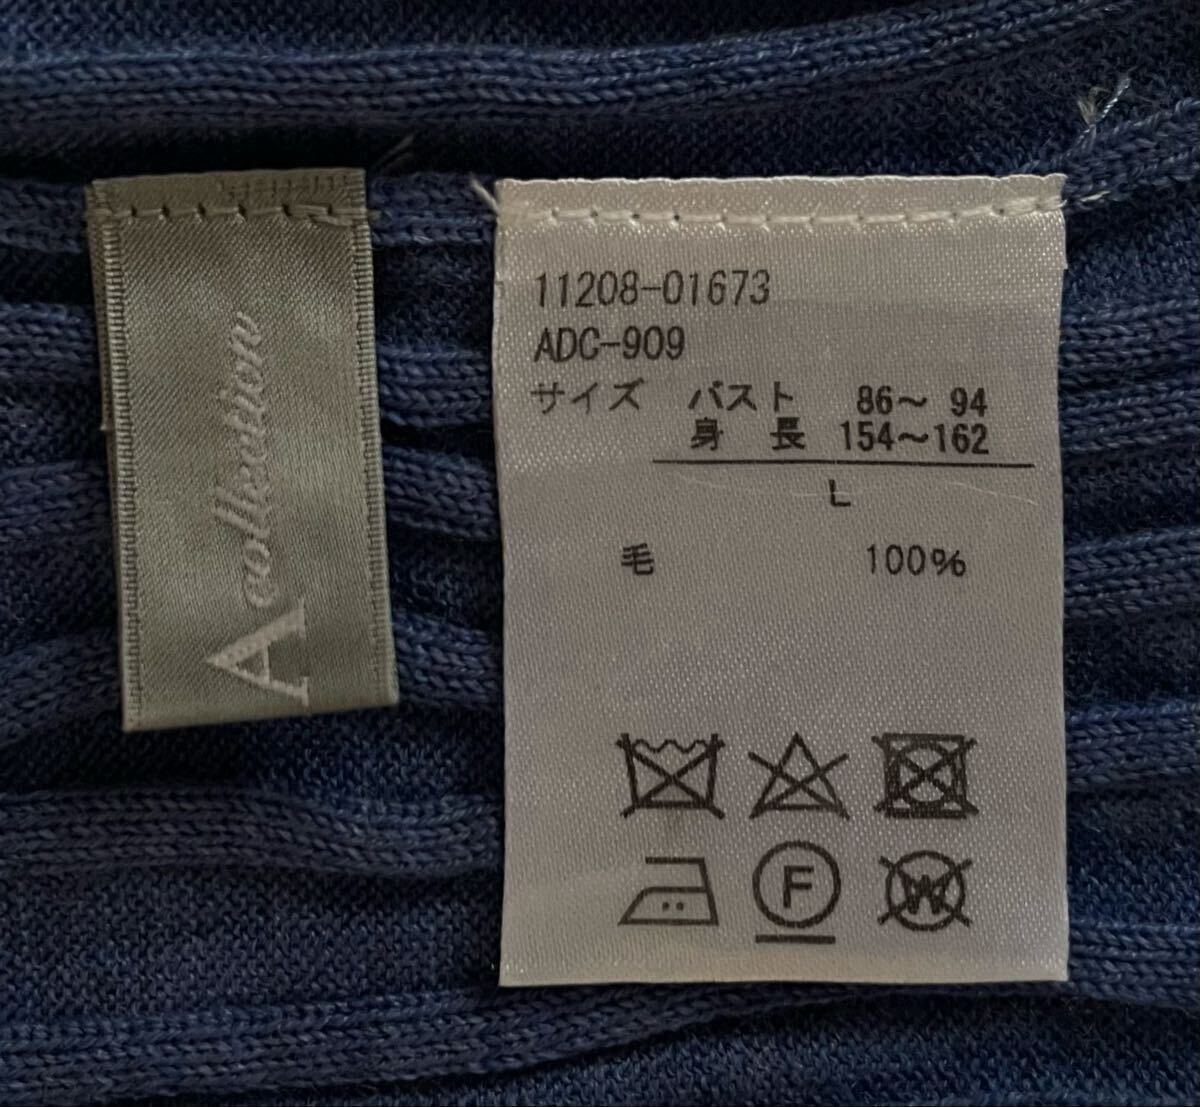 A collection
11208-01673
ADC-909
サイズ バスト 86～ 94
身 長 154～162
L
毛 100%
F
W